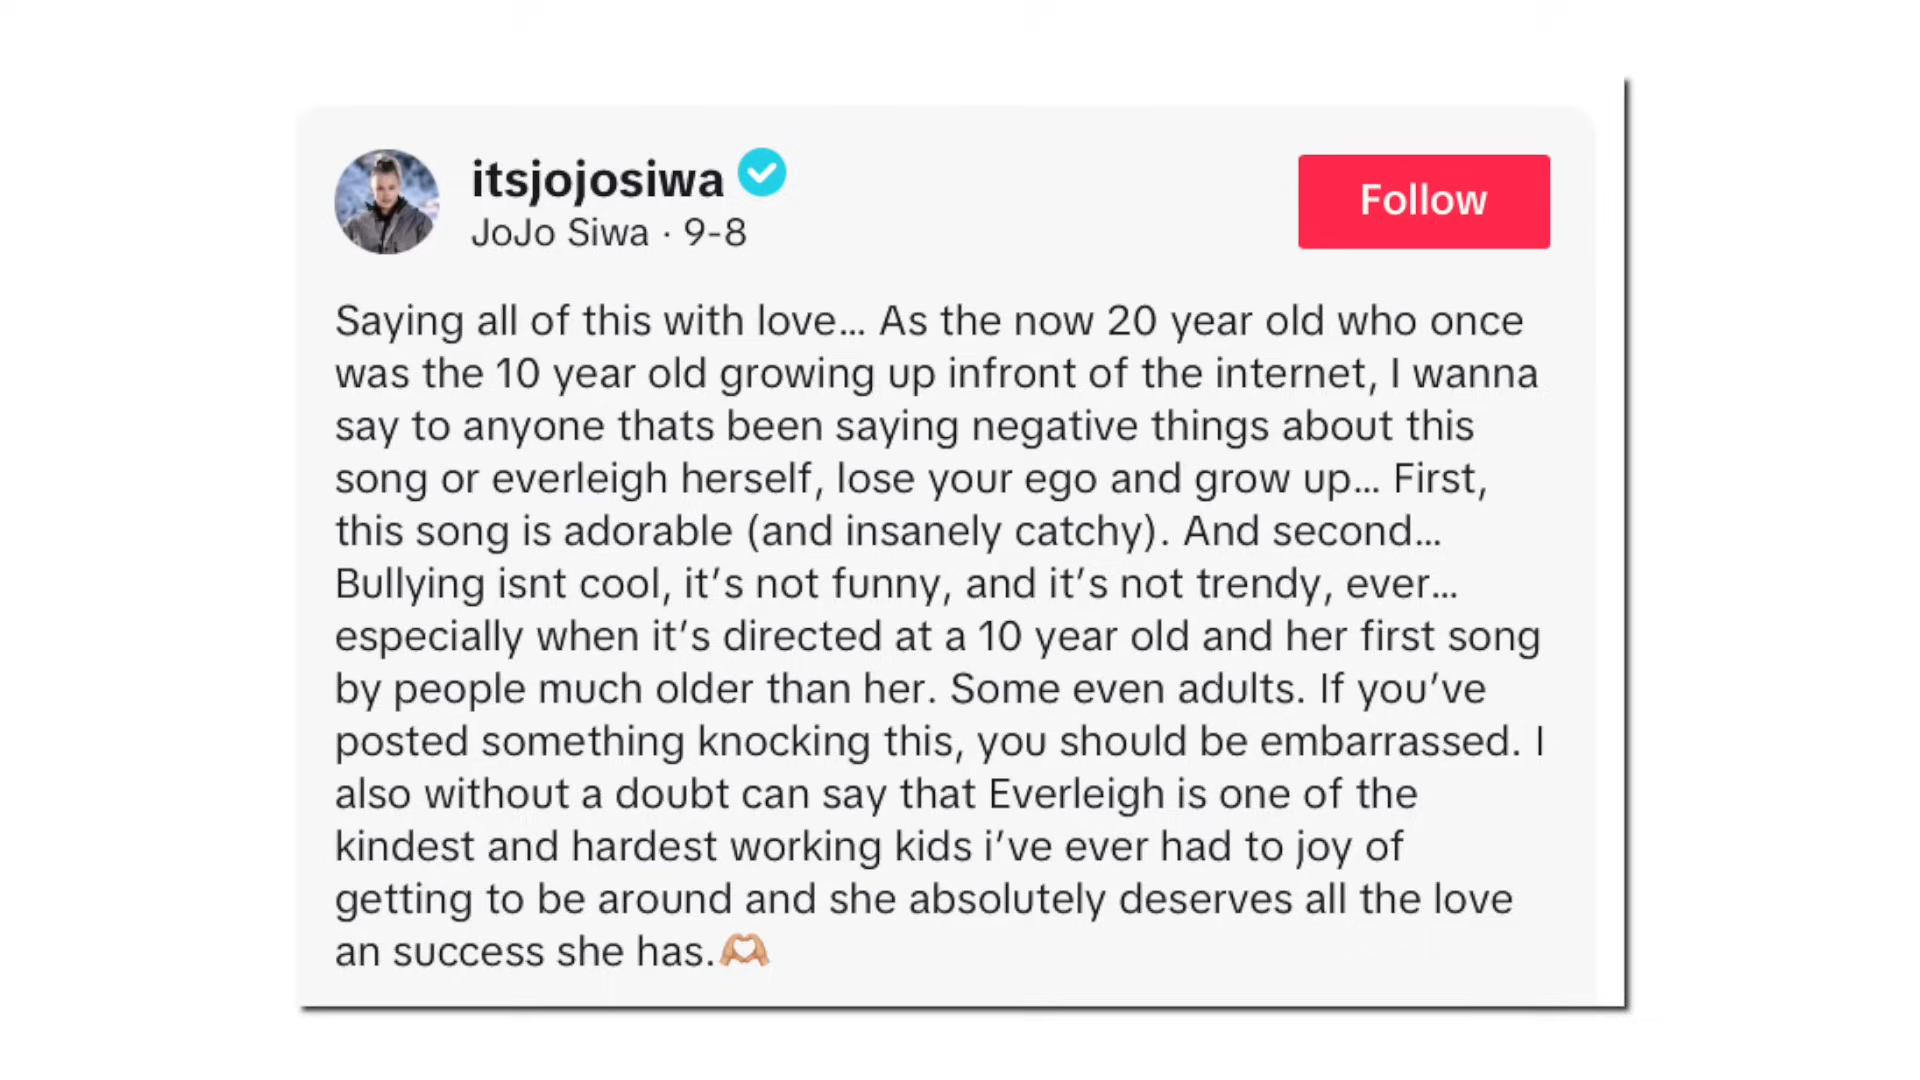 itsjojosiwa
JoJo Siwa · 9-8
Follow
Saying all of this with love... As the now 20 year old who once
was the 10 year old growing up infront of the internet, I wanna
say to anyone thats been saying negative things about this
song or everleigh herself, lose your ego and grow up... First,
this song is adorable (and insanely catchy). And second...
Bullying isnt cool, it's not funny, and it's not trendy, ever...
especially when it's directed at a 10 year old and her first song
by people much older than her. Some even adults. If you've
posted something knocking this, you should be embarrassed. I
also without a doubt can say that Everleigh is one of the
kindest and hardest working kids i've ever had to joy of
getting to be around and she absolutely deserves all the love
an success she has.🫶🏼